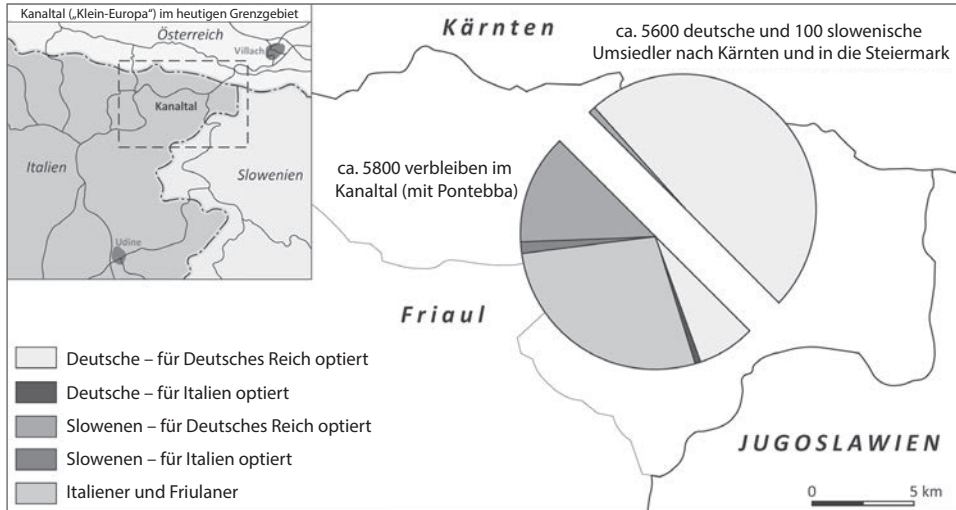 Kanaltal („Klein-Europa“) im heutigen Grenzgebiet
Österreich
Villach
Kanaltal
Italien
Slowenien
Udine
Kärnten
ca. 5600 deutsche und 100 slowenische
Umsiedler nach Kärnten und in die Steiermark
ca. 5800 verbleiben im
Kanaltal (mit Pontebba)
Friaul
JUGOSLAWIEN
Deutsche – für Deutsches Reich optiert
Deutsche – für Italien optiert
Slowenen – für Deutsches Reich optiert
Slowenen – für Italien optiert
Italiener und Friulaner
0 5 km